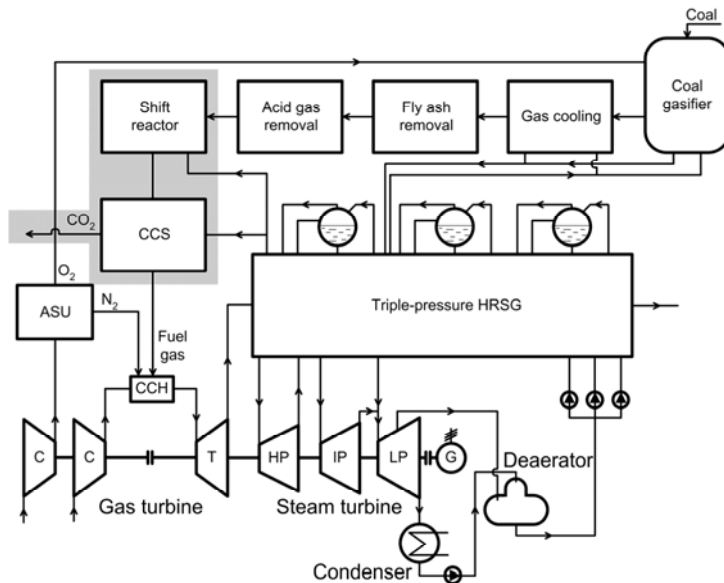 Coal
Coal
gasifier
Shift
reactor
Acid gas
removal
Fly ash
removal
Gas cooling
CO2
CCS
O2
N2
ASU
Fuel
gas
Triple-pressure HRSG
CCH
C
C
T
HP
IP
LP
G
Gas turbine
Steam turbine
Deaerator
Condenser